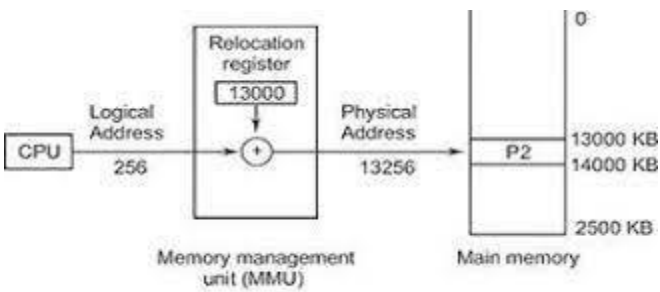 Relocation
register
13000
Logical
Address
Physical
Address
CPU
256
+
13256
0
13000 KB
P2
14000 KB
2500 KB
Memory management
unit (MMU)
Main memory